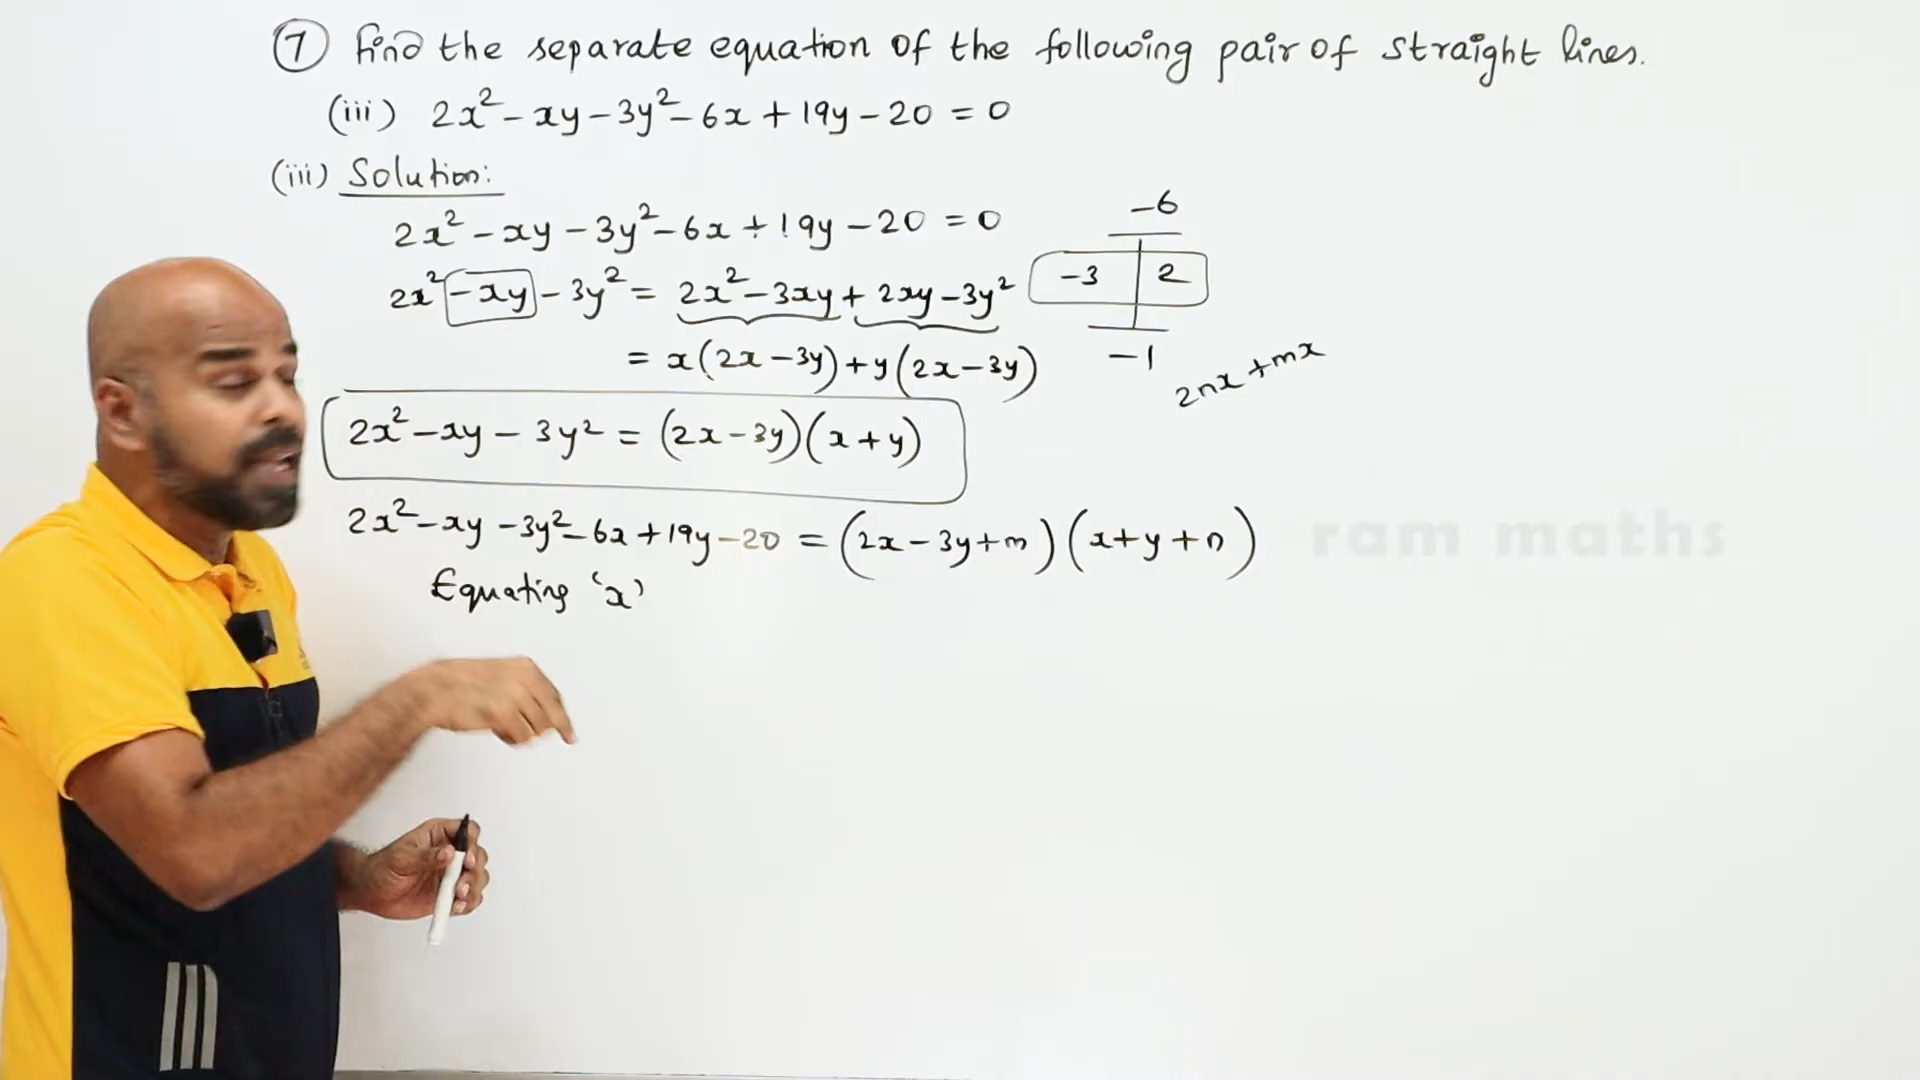 ⑦ Find the separate equation of the following pair of straight lines.
(iii) 2x² - xy - 3y² - 6x + 19y - 20 = 0
(iii) Solution:
2x² - xy - 3y² - 6x + 19y - 20 = 0
2x² - xy - 3y² = 2x² - 3xy + 2xy - 3y²
= x(2x - 3y) + y(2x - 3y)
-6
-3 2
-1
2nx + mx
2x² - xy - 3y² = (2x - 3y)(x + y)
2x² - xy - 3y² - 6x + 19y - 20 = (2x - 3y + m)(x + y + n)
Equating 'x'
ram maths